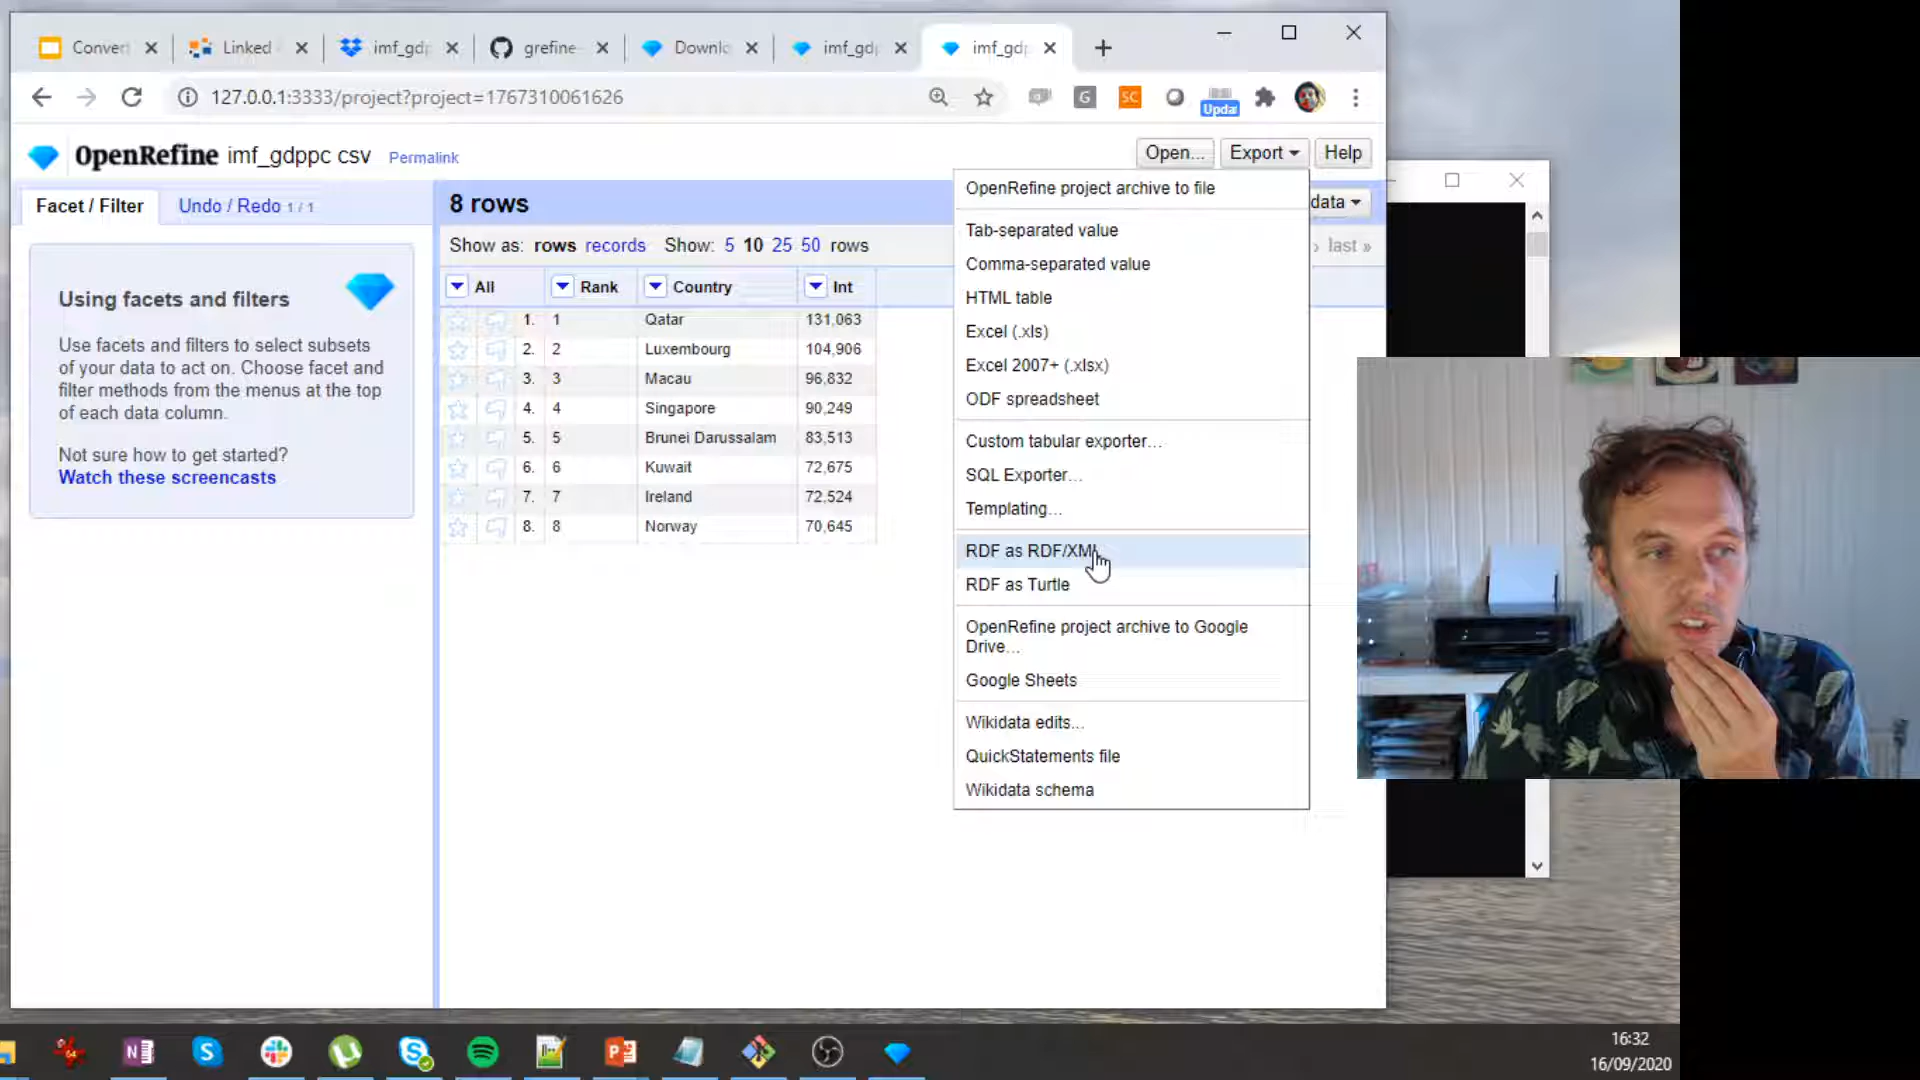 Convert
Linked
imf_gdp
grefine
Downlo
imf_gdp
imf_gdp
127.0.0.1:3333/project?project=1767310061626
G
SC
Updat
OpenRefine imf_gdppc csv Permalink
Open... Export Help
Facet / Filter
Undo / Redo 1 / 1
8 rows
data
Show as: rows records Show: 5 10 25 50 rows
› last »
All Rank Country Int
1. 1 Qatar 131,063
2. 2 Luxembourg 104,906
3. 3 Macau 96,832
4. 4 Singapore 90,249
5. 5 Brunei Darussalam 83,513
6. 6 Kuwait 72,675
7. 7 Ireland 72,524
8. 8 Norway 70,645
Using facets and filters
Use facets and filters to select subsets
of your data to act on. Choose facet and
filter methods from the menus at the top
of each data column.
Not sure how to get started?
Watch these screencasts
OpenRefine project archive to file
Tab-separated value
Comma-separated value
HTML table
Excel (.xls)
Excel 2007+ (.xlsx)
ODF spreadsheet
Custom tabular exporter...
SQL Exporter...
Templating...
RDF as RDF/XML
RDF as Turtle
OpenRefine project archive to Google
Drive...
Google Sheets
Wikidata edits...
QuickStatements file
Wikidata schema
16:32
16/09/2020